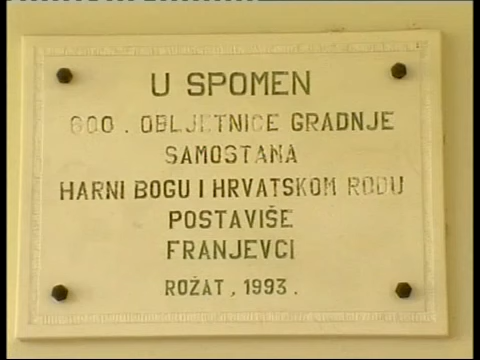 U SPOMEN
600. OBLJETNICE GRADNJE
SAMOSTANA
HARNI BOGU I HRVATSKOM RODU
POSTAVIŠE
FRANJEVCI
ROŽAT, 1993.